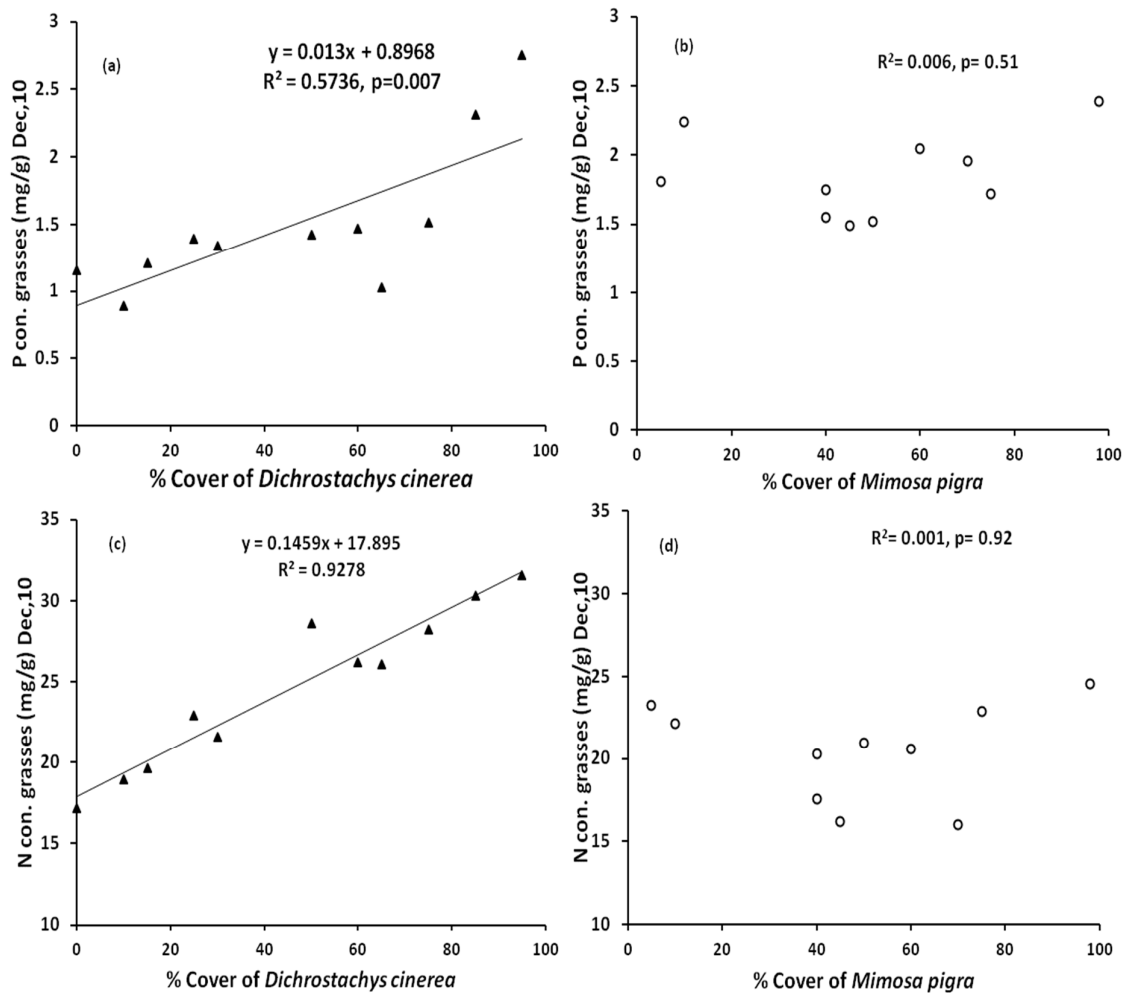 (a)
y = 0.013x + 0.8968
R² = 0.5736, p=0.007
P con. grasses (mg/g) Dec,10
3
2.5
2
1.5
1
0.5
0
0 20 40 60 80 100
% Cover of Dichrostachys cinerea
(b)
R²= 0.006, p= 0.51
P con. grasses (mg/g) Dec,10
3
2.5
2
1.5
1
0.5
0
0 20 40 60 80 100
% Cover of Mimosa pigra
(c)
y = 0.1459x + 17.895
R² = 0.9278
N con. grasses (mg/g) Dec,10
35
30
25
20
15
10
0 20 40 60 80 100
% Cover of Dichrostachys cinerea
(d)
R²= 0.001, p= 0.92
N con. grasses (mg/g) Dec,10
35
30
25
20
15
10
0 20 40 60 80 100
% Cover of Mimosa pigra